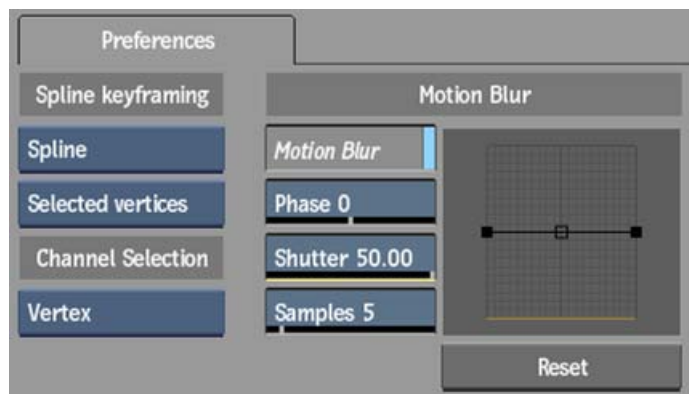 Preferences
Spline keyframing
Motion Blur
Spline
Motion Blur
Selected vertices
Phase 0
Channel Selection
Shutter 50.00
Vertex
Samples 5
Reset